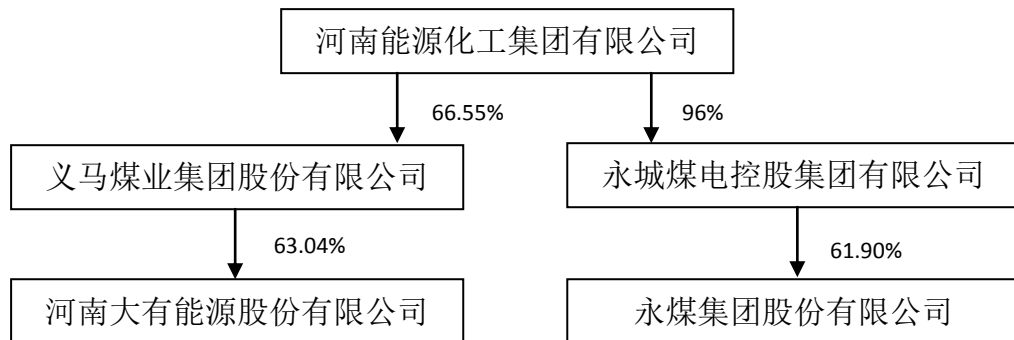 河南能源化工集团有限公司
66.55%
96%
义马煤业集团股份有限公司
永城煤电控股集团有限公司
63.04%
61.90%
河南大有能源股份有限公司
永煤集团股份有限公司